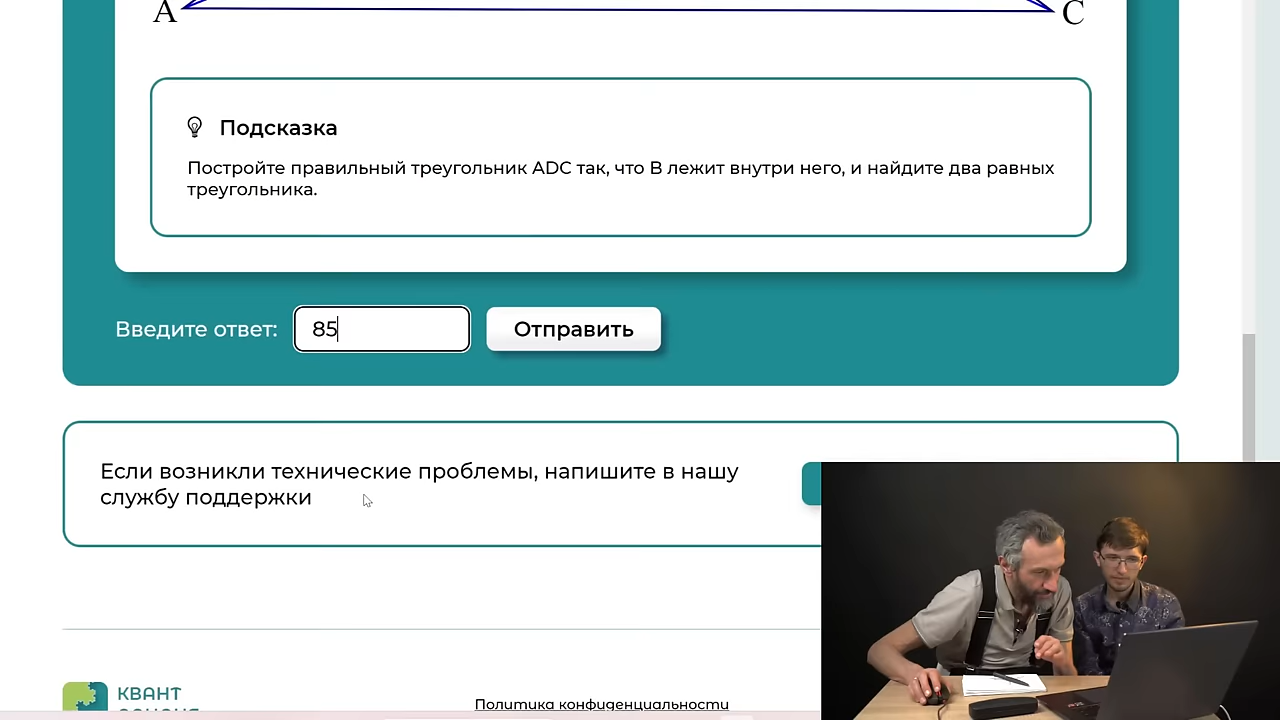 A
C
Подсказка
Постройте правильный треугольник ADC так, что B лежит внутри него, и найдите два равных
треугольника.
Введите ответ:
85
Отправить
Если возникли технические проблемы, напишите в нашу
службу поддержки
КВАНТ
Политика конфиденциальности